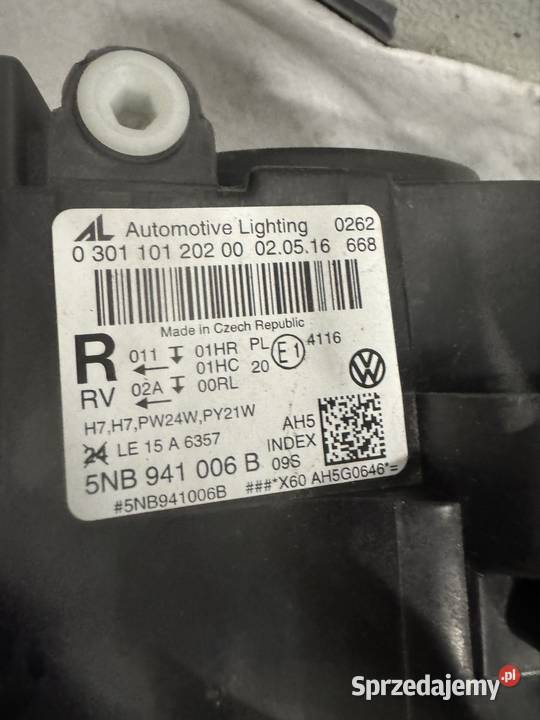 AL Automotive Lighting 0262
0 301 101 202 00 02.05.16 668
Made in Czech Republic
R 011 01HR PL E1 4116
01HC 20
RV 02A 00RL
H7,H7,PW24W,PY21W AH5
24 LE 15 A 6357 INDEX
5NB 941 006 B 09S
#5NB941006B ###*X60 AH5G0646*=
Sprzedajemy.pl